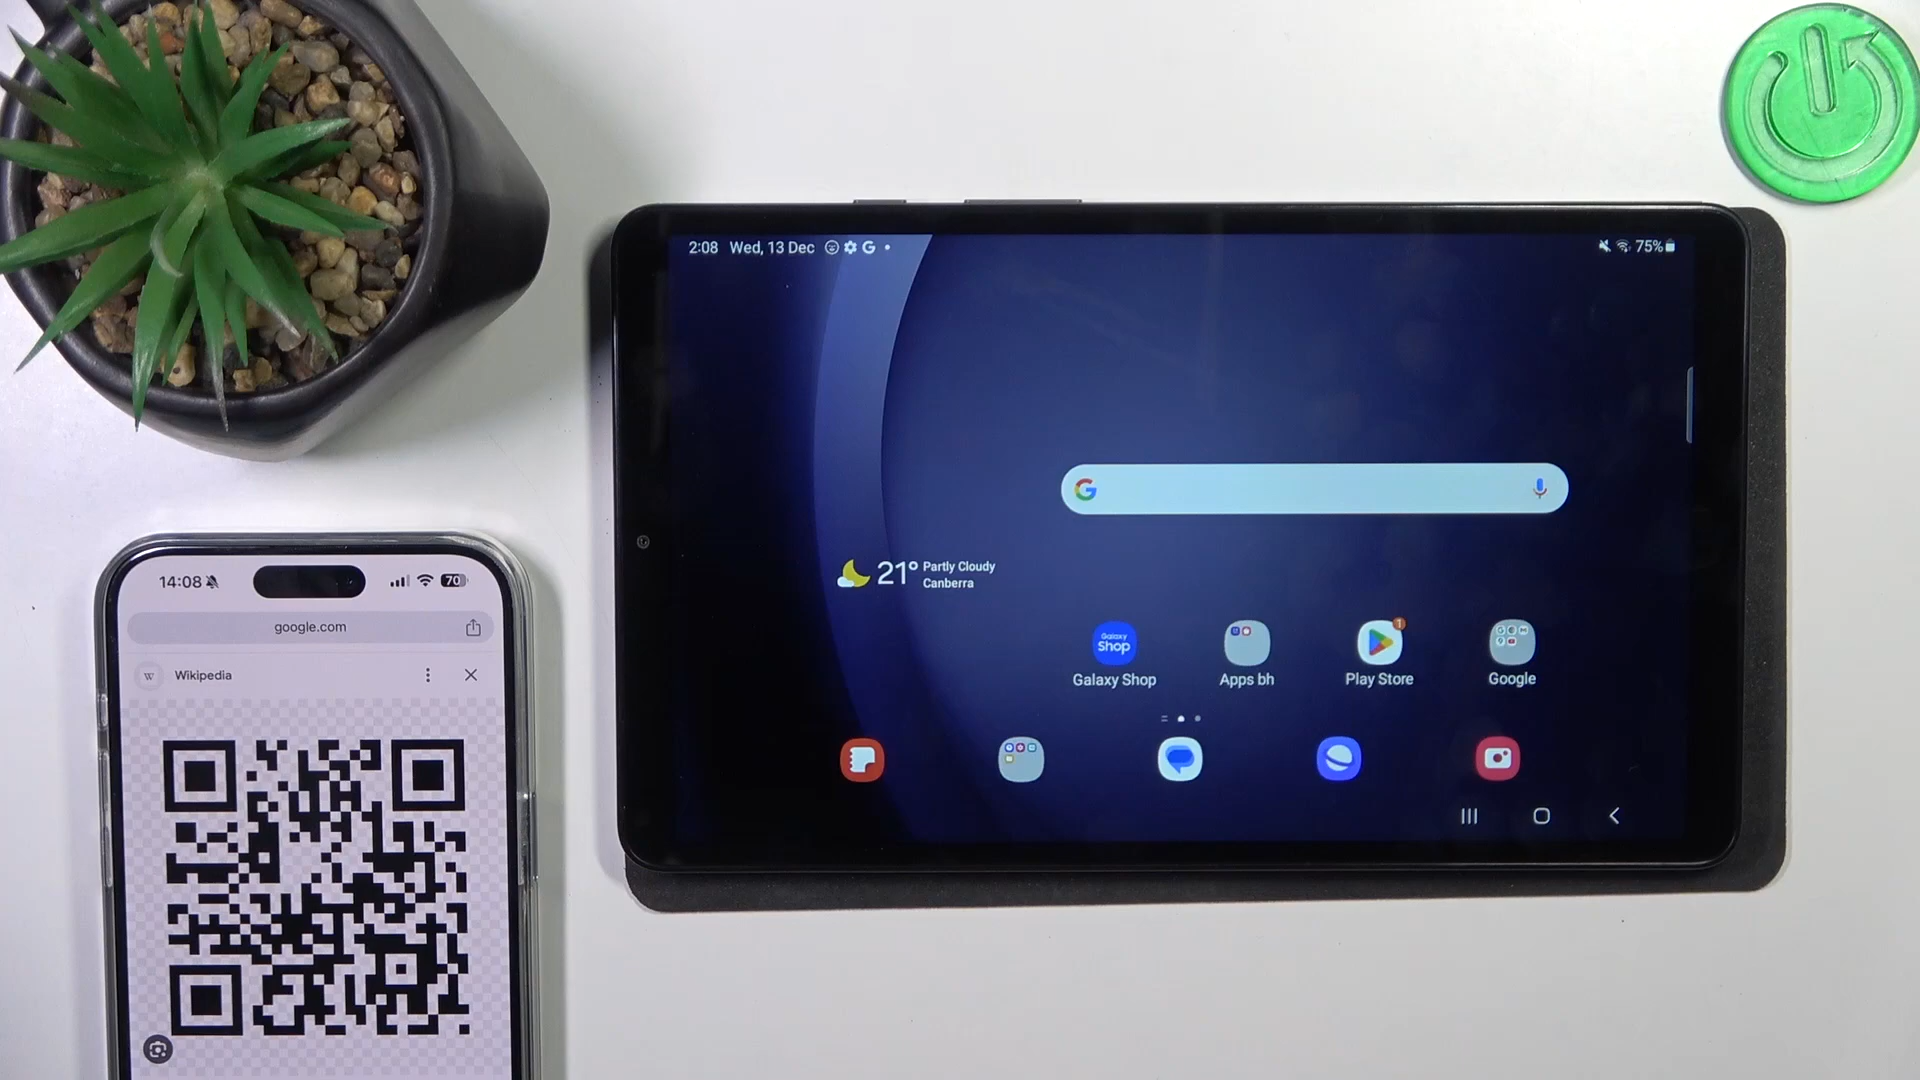 2:08 Wed, 13 Dec G
75%
G
21° Partly Cloudy
Canberra
Galaxy
Shop
1
Galaxy Shop
Apps bh
Play Store
Google
14:08
70
google.com
W
Wikipedia